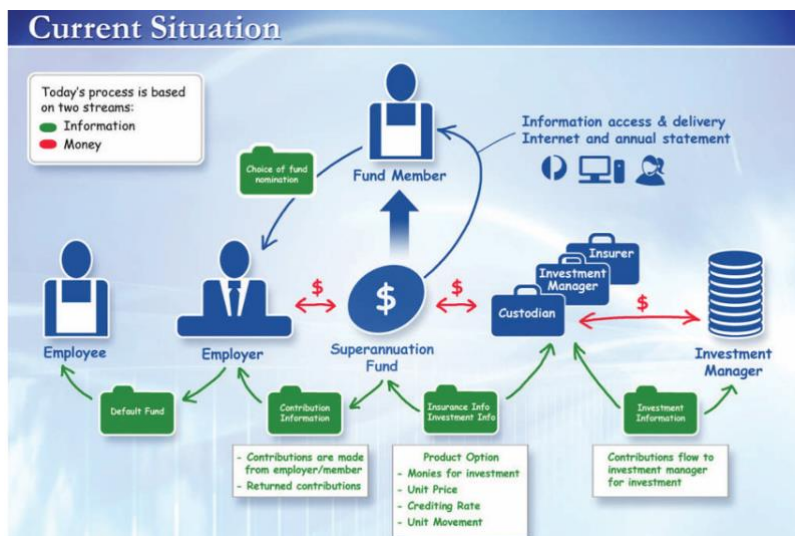 Current Situation
Today's process is based
on two streams:
Information
Money
Information access & delivery
Internet and annual statement
Choice of fund
nomination
Fund Member
Insurer
Investment
Manager
Custodian
$
$
$
$
Employee
Employer
Superannuation
Fund
Investment
Manager
Default Fund
Contribution
Information
Insurance Info
Investment Info
Investment
Information
- Contributions are made
from employer/member
- Returned contributions
Product Option
- Monies for investment
- Unit Price
- Crediting Rate
- Unit Movement
Contributions flow to
investment manager
for investment